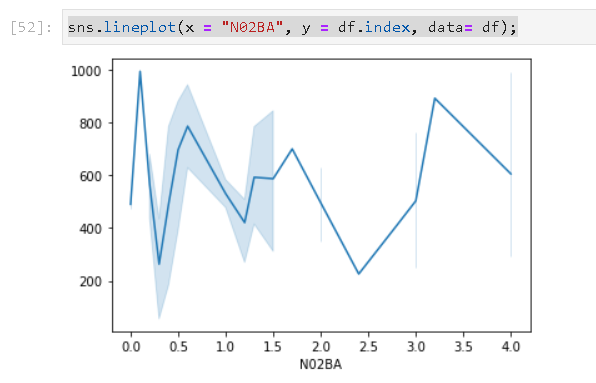 [52]: sns.lineplot(x = "N02BA", y = df.index, data= df);
1000
800
600
400
200
0.0 0.5 1.0 1.5 2.0 2.5 3.0 3.5 4.0
N02BA